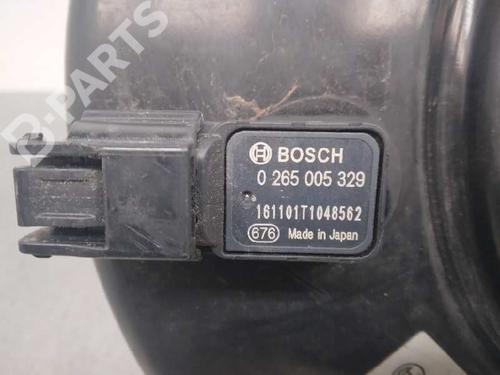 B-PARTS
BOSCH
0 265 005 329
161101T1048562
676 Made in Japan